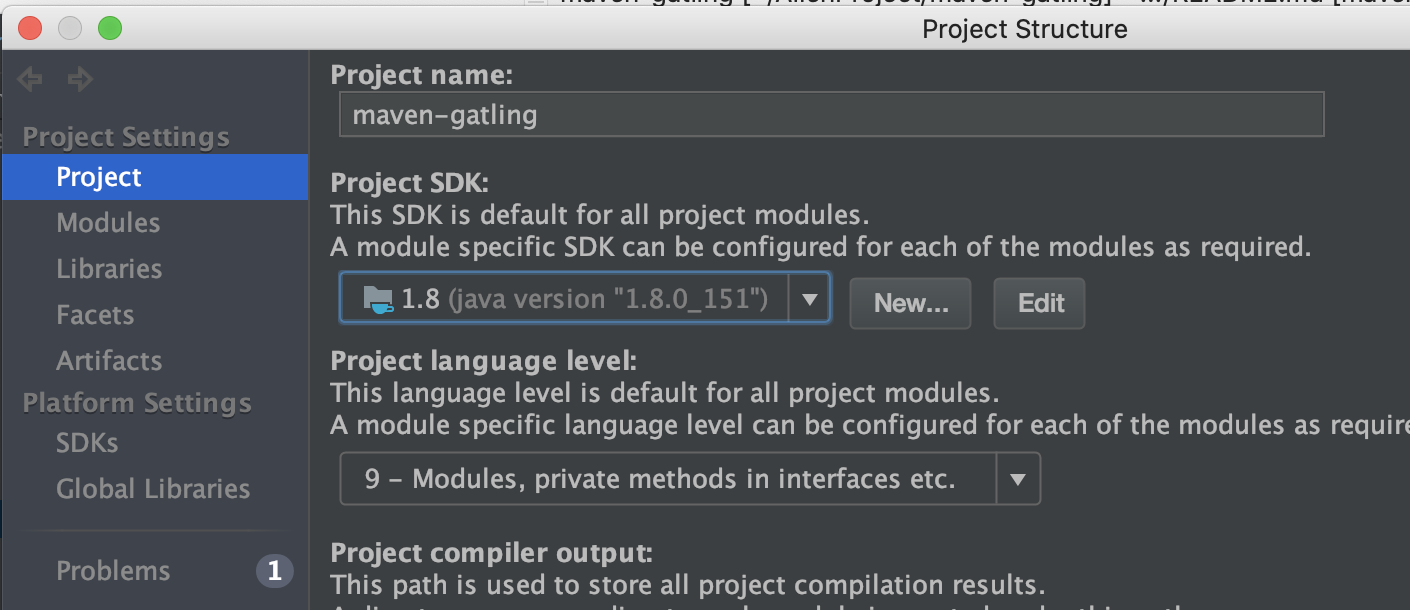 Project Structure
Project name:
maven-gatling
Project Settings
Project
Modules
Libraries
Facets
Artifacts
Platform Settings
SDKs
Global Libraries
Problems 1
Project SDK:
This SDK is default for all project modules.
A module specific SDK can be configured for each of the modules as required.
1.8 (java version "1.8.0_151")
New...
Edit
Project language level:
This language level is default for all project modules.
A module specific language level can be configured for each of the modules as require
9 – Modules, private methods in interfaces etc.
Project compiler output:
This path is used to store all project compilation results.